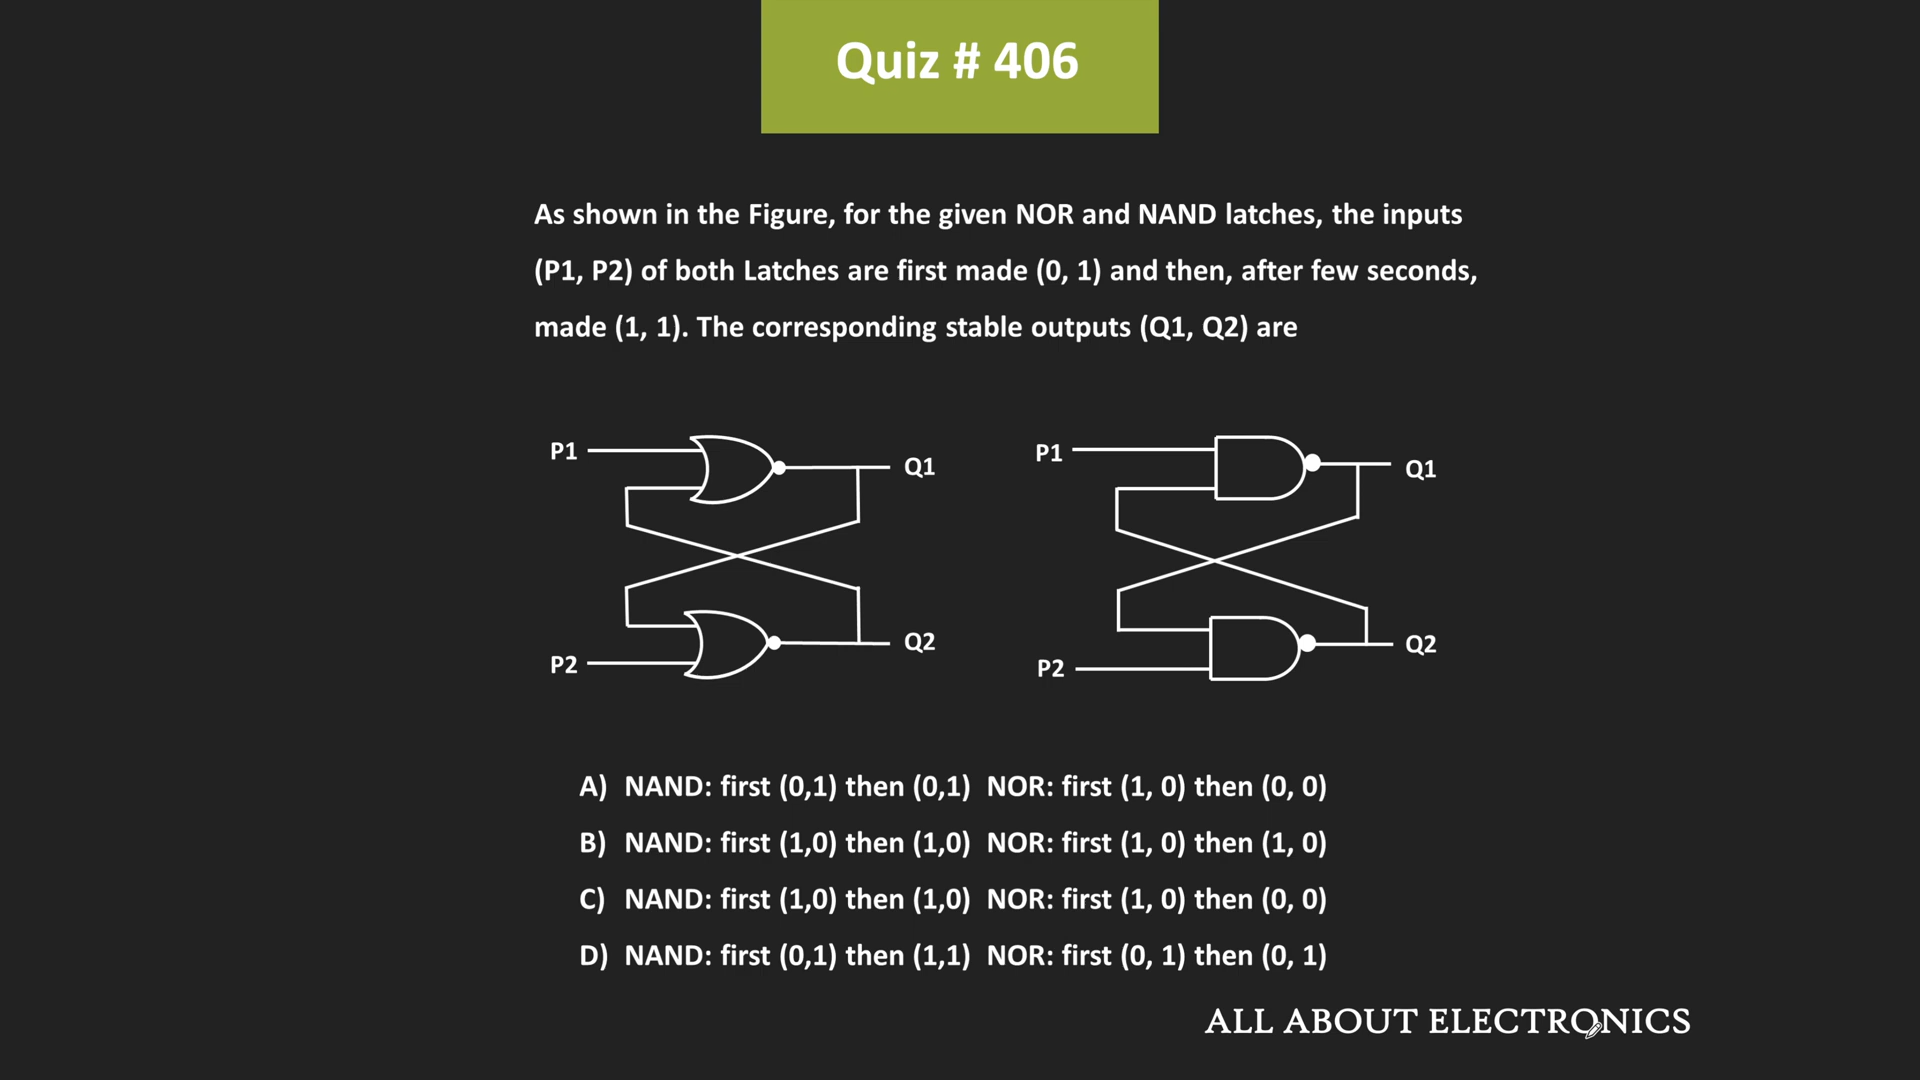 Quiz # 406
As shown in the Figure, for the given NOR and NAND latches, the inputs
(P1, P2) of both Latches are first made (0, 1) and then, after few seconds,
made (1, 1). The corresponding stable outputs (Q1, Q2) are
P1
Q1
P2
Q2
P1
Q1
P2
Q2
A) NAND: first (0,1) then (0,1) NOR: first (1, 0) then (0, 0)
B) NAND: first (1,0) then (1,0) NOR: first (1, 0) then (1, 0)
C) NAND: first (1,0) then (1,0) NOR: first (1, 0) then (0, 0)
D) NAND: first (0,1) then (1,1) NOR: first (0, 1) then (0, 1)
ALL ABOUT ELECTRONICS